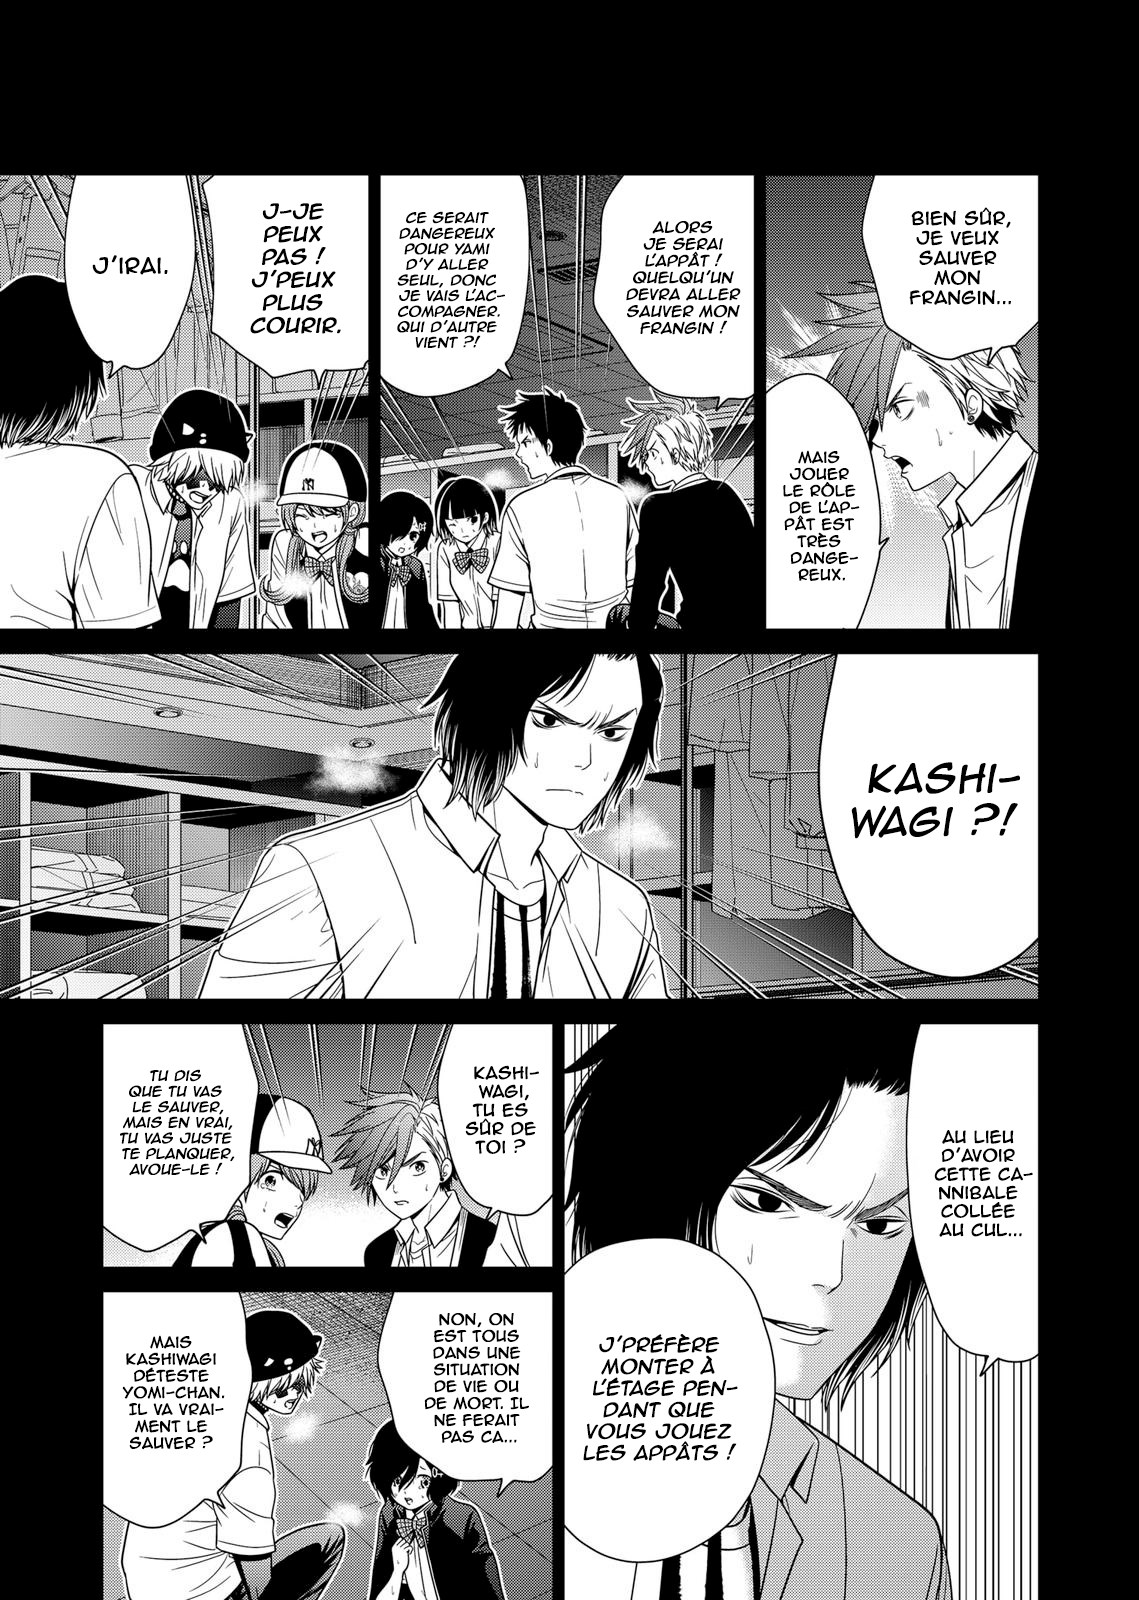 BIEN SÛR,
JE VEUX
SAUVER
MON
FRANGIN...
MAIS
JOUER
LE RÔLE
DE L'AP-
PÂT EST
TRÈS
DANGE-
REUX.
ALORS
JE SERAI
L'APPÂT !
QUELQU'UN
DEVRA ALLER
SAUVER MON
FRANGIN !
CE SERAIT
DANGEREUX
POUR YAMI
D'Y ALLER
SEUL, DONC
JE VAIS L'AC-
COMPAGNER.
QUI D'AUTRE
VIENT ?!
J-JE
PEUX
PAS !
J'PEUX
PLUS
COURIR.
J'IRAI.
KASHI-
WAGI ?!
AU LIEU
D'AVOIR
CETTE CA-
NNIBALE
COLLÉE
AU CUL...
J'PRÉFÈRE
MONTER À
L'ÉTAGE PEN-
DANT QUE
VOUS JOUEZ
LES APPÂTS !
KASHI-
WAGI,
TU ES
SÛR DE
TOI ?
TU DIS
QUE TU VAS
LE SAUVER,
MAIS EN VRAI,
TU VAS JUSTE
TE PLANQUER,
AVOUE-LE !
NON, ON
EST TOUS
DANS UNE
SITUATION
DE VIE OU
DE MORT. IL
NE FERAIT
PAS CA...
MAIS
KASHIWAGI
DÉTESTE
YOMI-CHAN.
IL VA VRAI-
MENT LE
SAUVER ?